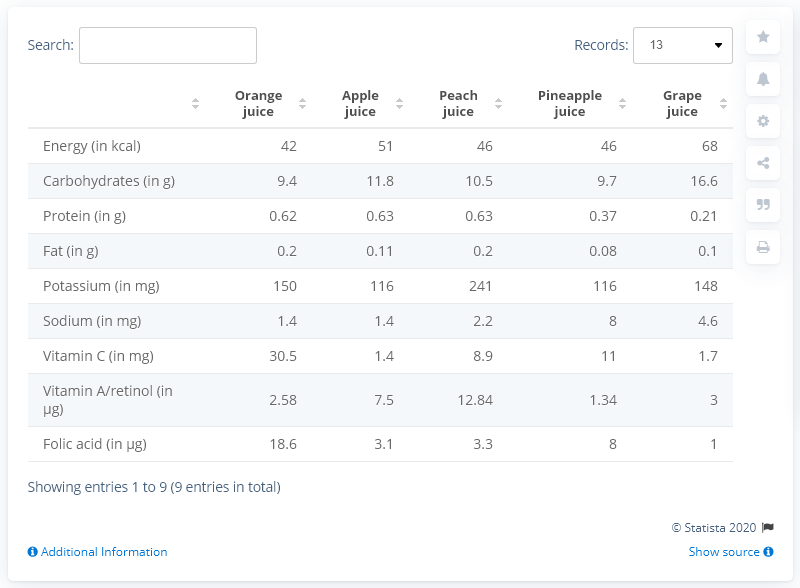 Search:
Records: 13
Orange juice Apple juice Peach juice Pineapple juice Grape juice
Energy (in kcal) 42 51 46 46 68
Carbohydrates (in g) 9.4 11.8 10.5 9.7 16.6
Protein (in g) 0.62 0.63 0.63 0.37 0.21
Fat (in g) 0.2 0.11 0.2 0.08 0.1
Potassium (in mg) 150 116 241 116 148
Sodium (in mg) 1.4 1.4 2.2 8 4.6
Vitamin C (in mg) 30.5 1.4 8.9 11 1.7
Vitamin A/retinol (in µg) 2.58 7.5 12.84 1.34 3
Folic acid (in µg) 18.6 3.1 3.3 8 1
Showing entries 1 to 9 (9 entries in total)
© Statista 2020
Additional Information
Show source